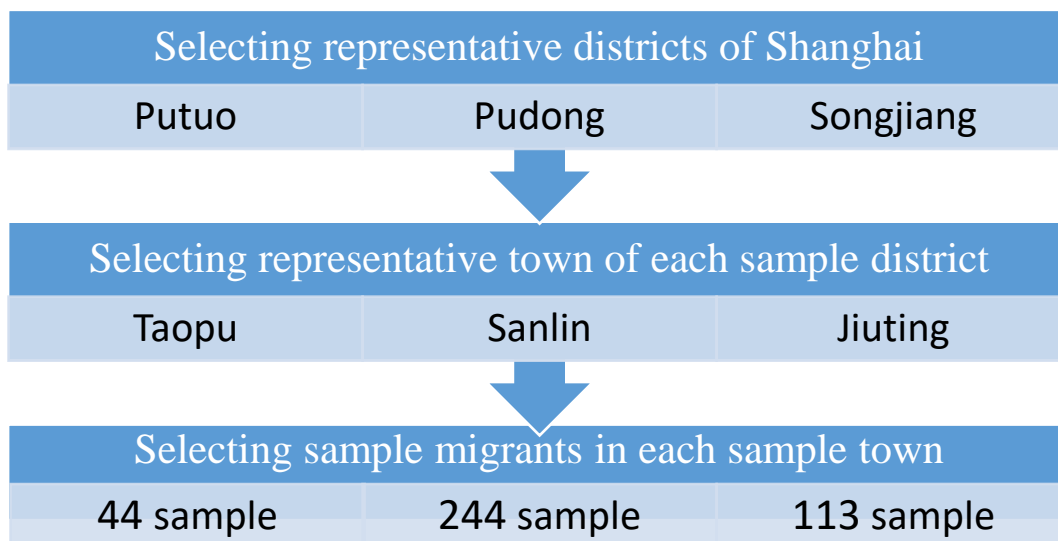 Selecting representative districts of Shanghai
Putuo Pudong Songjiang
Selecting representative town of each sample district
Taopu Sanlin Jiuting
Selecting sample migrants in each sample town
44 sample 244 sample 113 sample